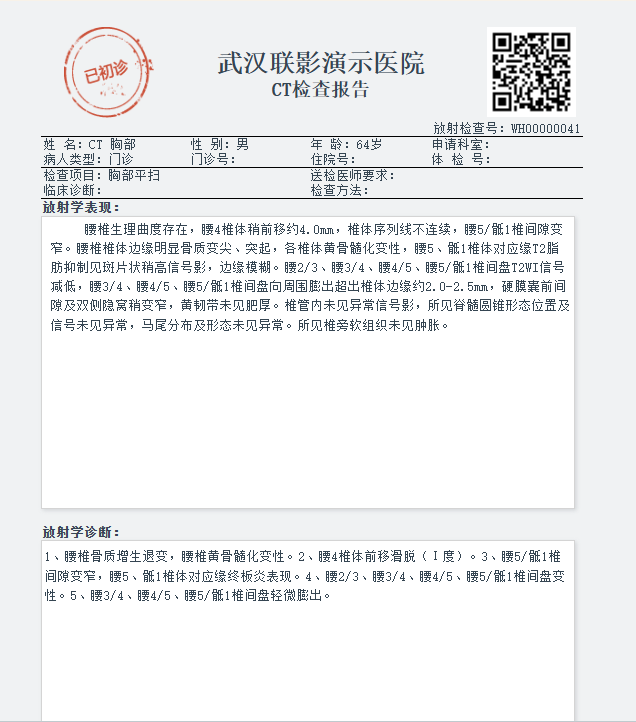 已初诊
武汉联影演示医院
CT检查报告
放射检查号: WH00000041
姓 名: CT 胸部 性 别: 男 年 龄: 64岁 申请科室:
病人类型: 门诊 门诊号: 住院号: 体 检 号:
检查项目: 胸部平扫 送检医师要求:
临床诊断: 检查方法:
放射学表现:
腰椎生理曲度存在，腰4椎体稍前移约4.0mm，椎体序列线不连续，腰5/骶1椎间隙变
窄。腰椎椎体边缘明显骨质变尖、突起，各椎体黄骨髓化变性，腰5、骶1椎体对应缘T2脂
肪抑制见斑片状稍高信号影，边缘模糊。腰2/3、腰3/4、腰4/5、腰5/骶1椎间盘T2WI信号
减低，腰3/4、腰4/5、腰5/骶1椎间盘向周围膨出超出椎体边缘约2.0-2.5mm，硬膜囊前间
隙及双侧隐窝稍变窄，黄韧带未见肥厚。椎管内未见异常信号影，所见脊髓圆锥形态位置及
信号未见异常，马尾分布及形态未见异常。所见椎旁软组织未见肿胀。
放射学诊断:
1、腰椎骨质增生退变，腰椎黄骨髓化变性。2、腰4椎体前移滑脱（Ⅰ度）。3、腰5/骶1椎
间隙变窄，腰5、骶1椎体对应缘终板炎表现。4、腰2/3、腰3/4、腰4/5、腰5/骶1椎间盘变
性。5、腰3/4、腰4/5、腰5/骶1椎间盘轻微膨出。